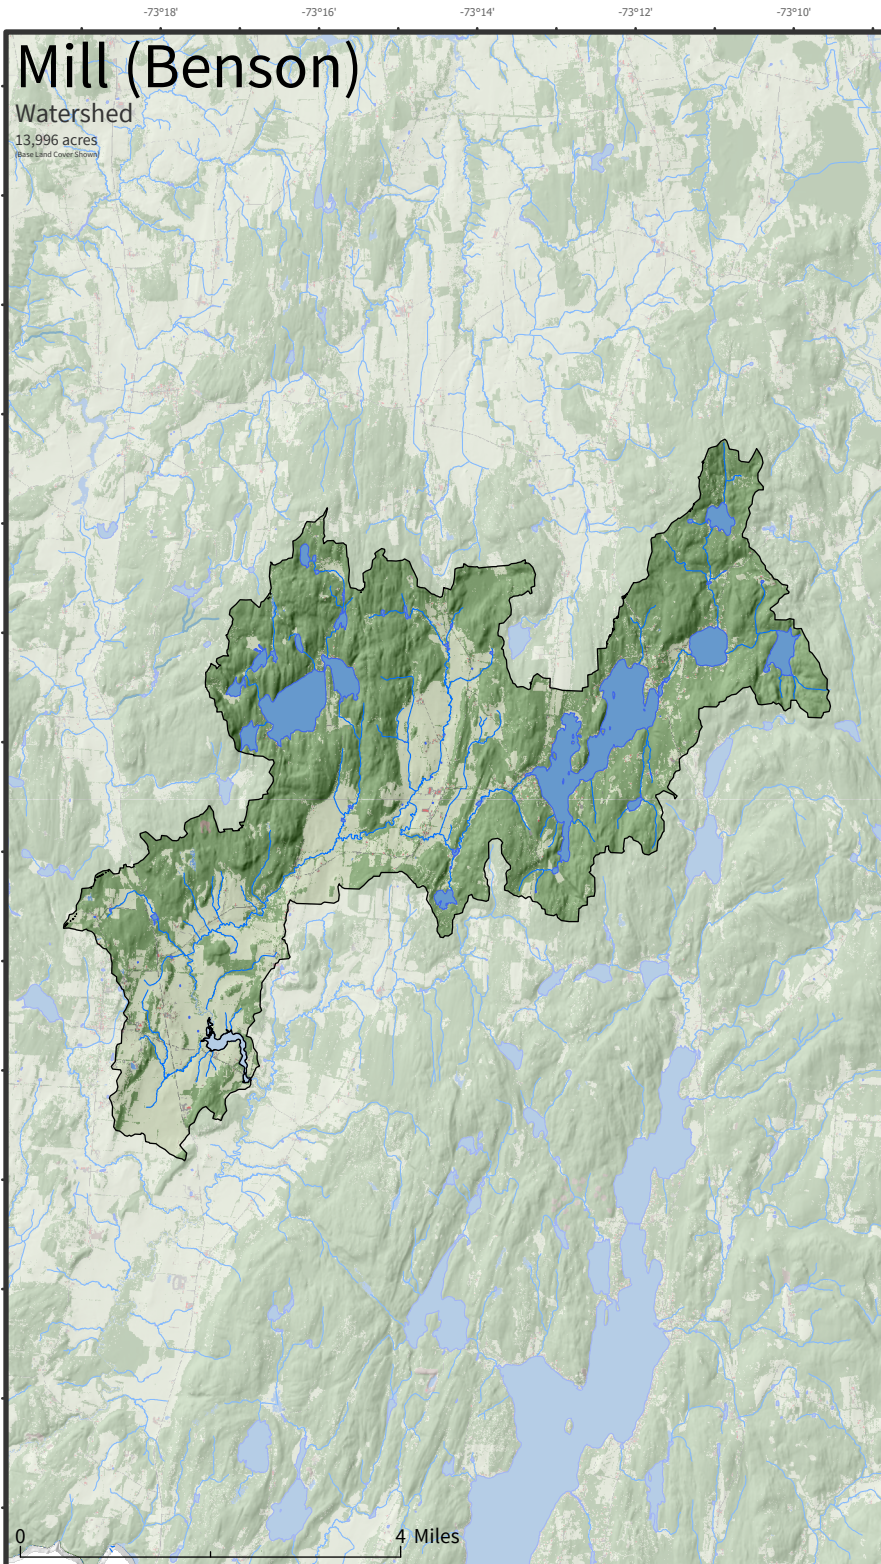 -73°18' -73°16' -73°14' -73°12' -73°10'
Mill (Benson)
Watershed
13,996 acres
(Base Land Cover Shown)
0 4 Miles